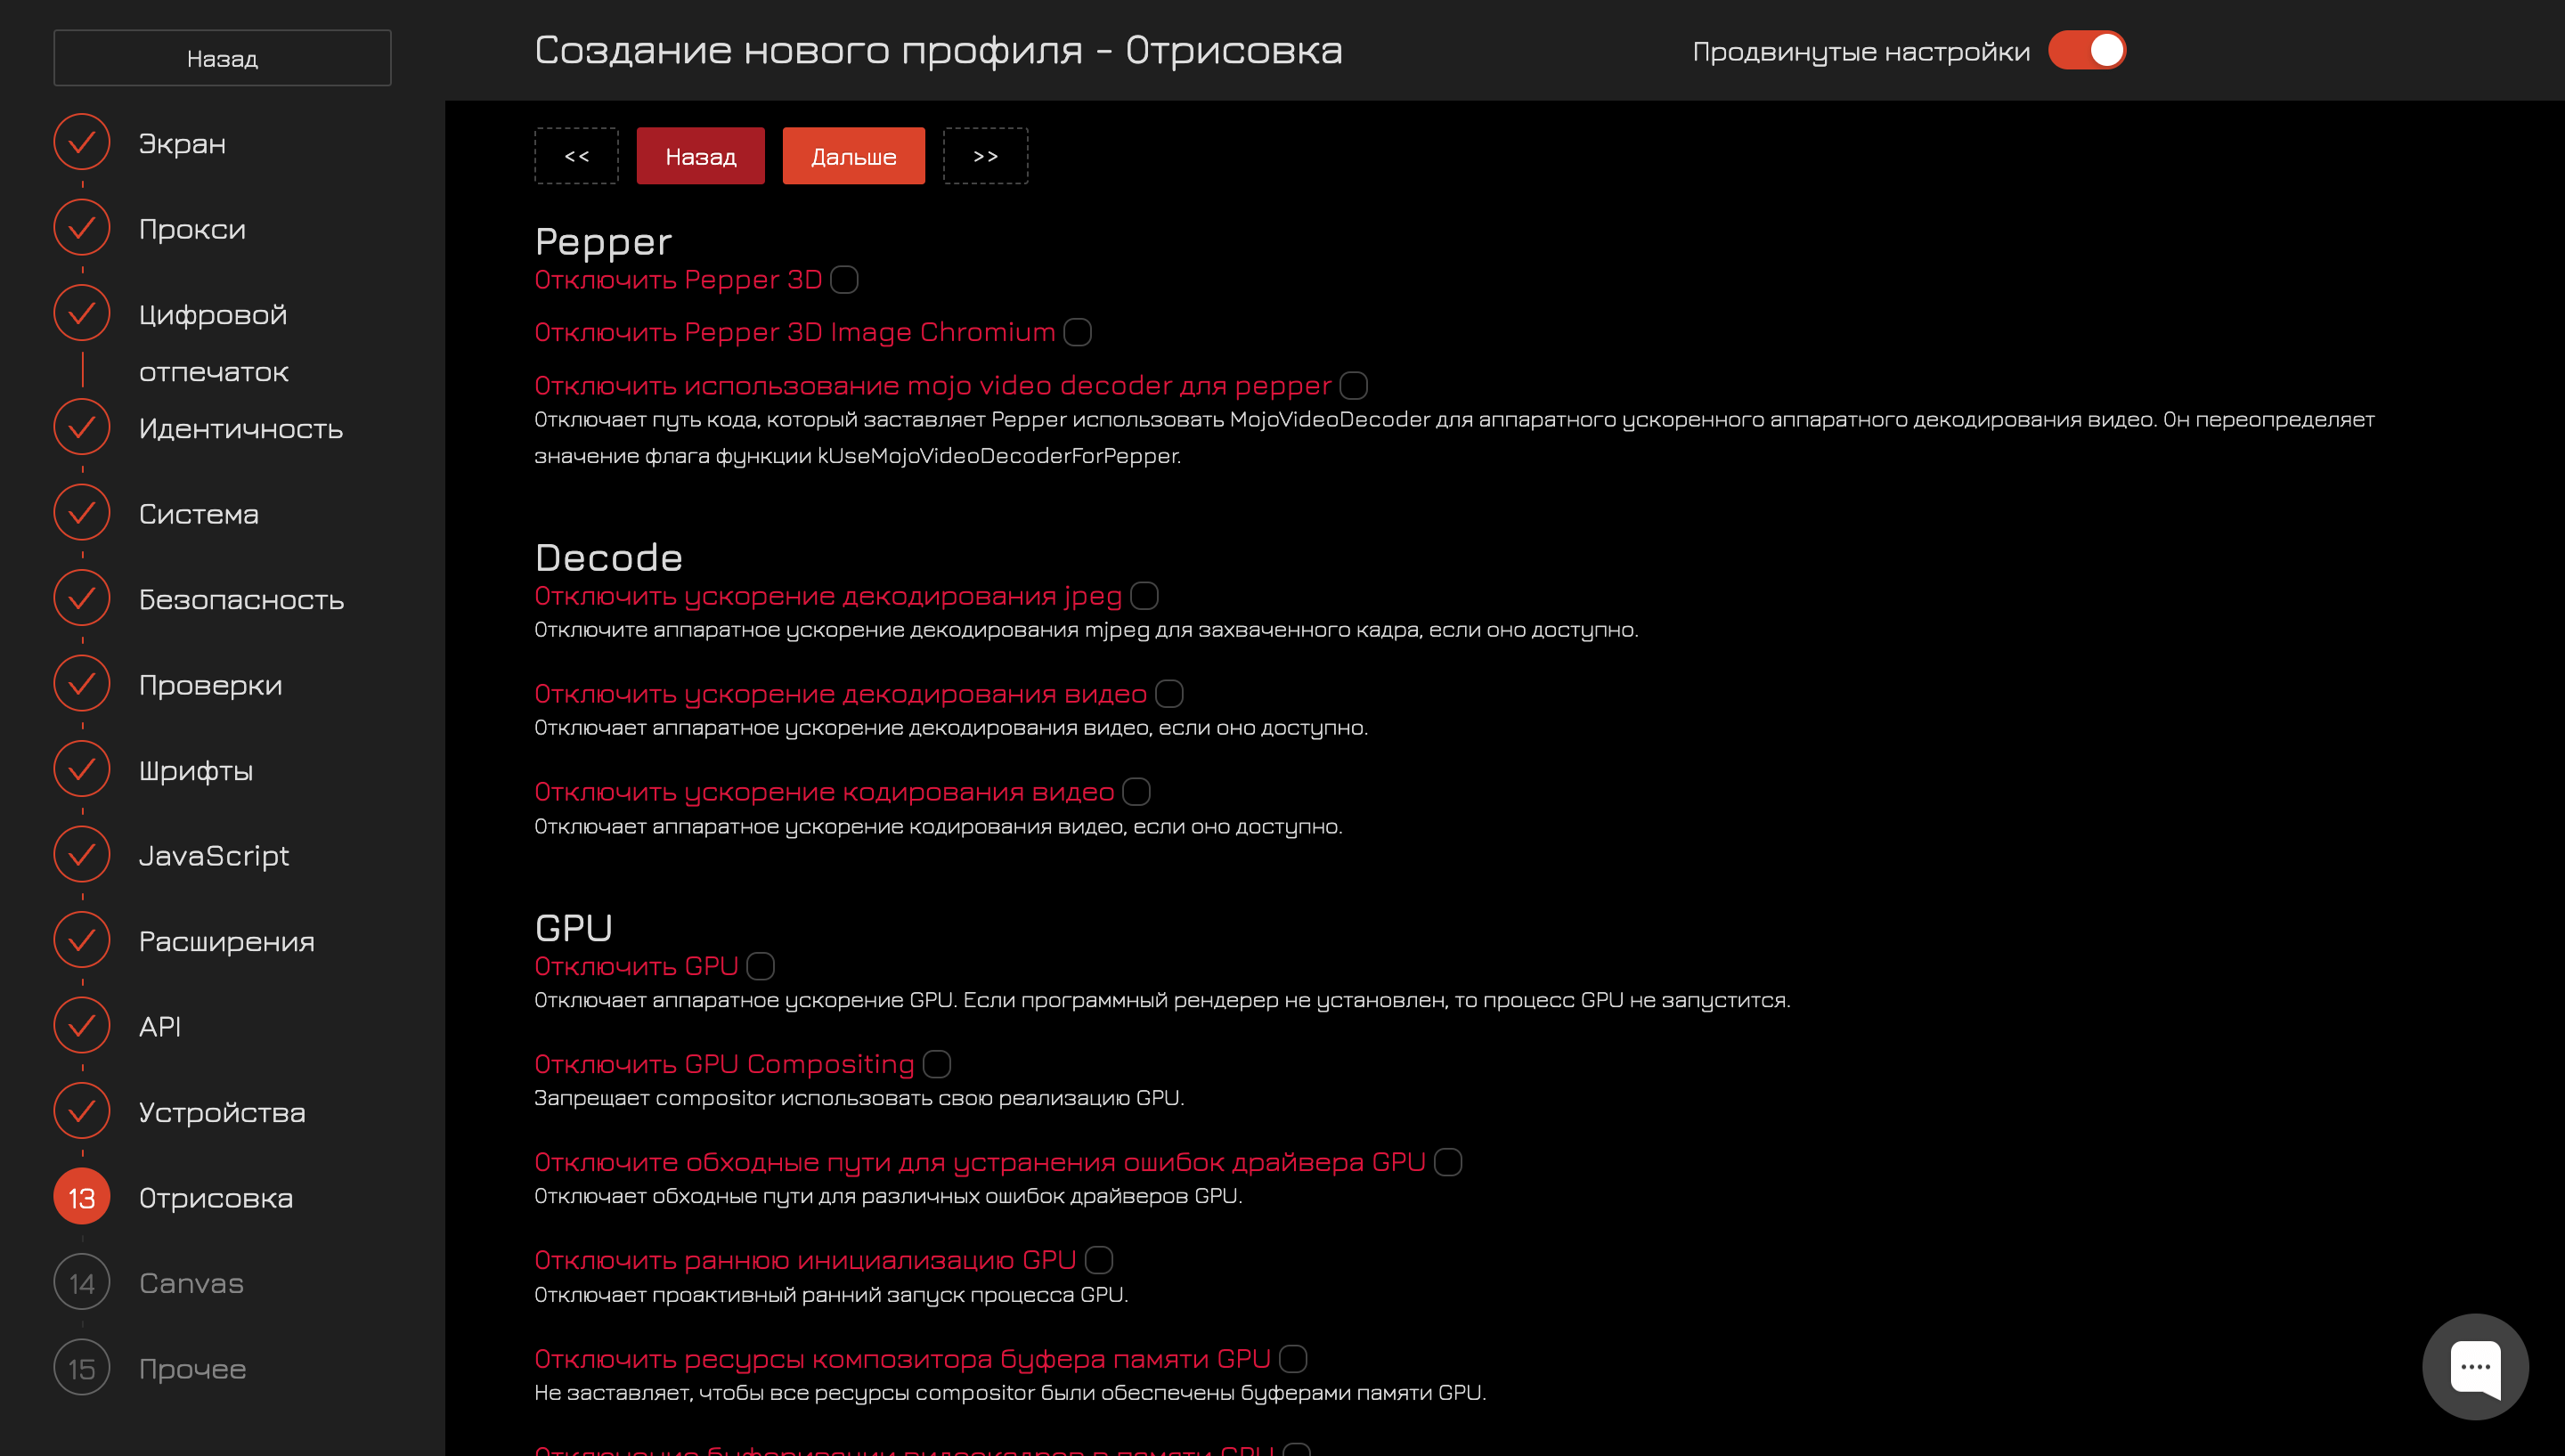 Назад
Создание нового профиля - Отрисовка
Продвинутые настройки
Экран
Прокси
Цифровой
отпечаток
Идентичность
Система
Безопасность
Проверки
Шрифты
JavaScript
Расширения
API
Устройства
13 Отрисовка
14 Canvas
15 Прочее
<< Назад Дальше >>
Pepper
Отключить Pepper 3D
Отключить Pepper 3D Image Chromium
Отключить использование mojo video decoder для pepper
Отключает путь кода, который заставляет Pepper использовать MojoVideoDecoder для аппаратного ускоренного аппаратного декодирования видео. Он переопределяет
значение флага функции kUseMojoVideoDecoderForPepper.
Decode
Отключить ускорение декодирования jpeg
Отключите аппаратное ускорение декодирования mjpeg для захваченного кадра, если оно доступно.
Отключить ускорение декодирования видео
Отключает аппаратное ускорение декодирования видео, если оно доступно.
Отключить ускорение кодирования видео
Отключает аппаратное ускорение кодирования видео, если оно доступно.
GPU
Отключить GPU
Отключает аппаратное ускорение GPU. Если программный рендерер не установлен, то процесс GPU не запустится.
Отключить GPU Compositing
Запрещает compositor использовать свою реализацию GPU.
Отключите обходные пути для устранения ошибок драйвера GPU
Отключает обходные пути для различных ошибок драйверов GPU.
Отключить раннюю инициализацию GPU
Отключает проактивный ранний запуск процесса GPU.
Отключить ресурсы композитора буфера памяти GPU
Не заставляет, чтобы все ресурсы compositor были обеспечены буферами памяти GPU.
Отключение буферизации видеокадров в памяти GPU